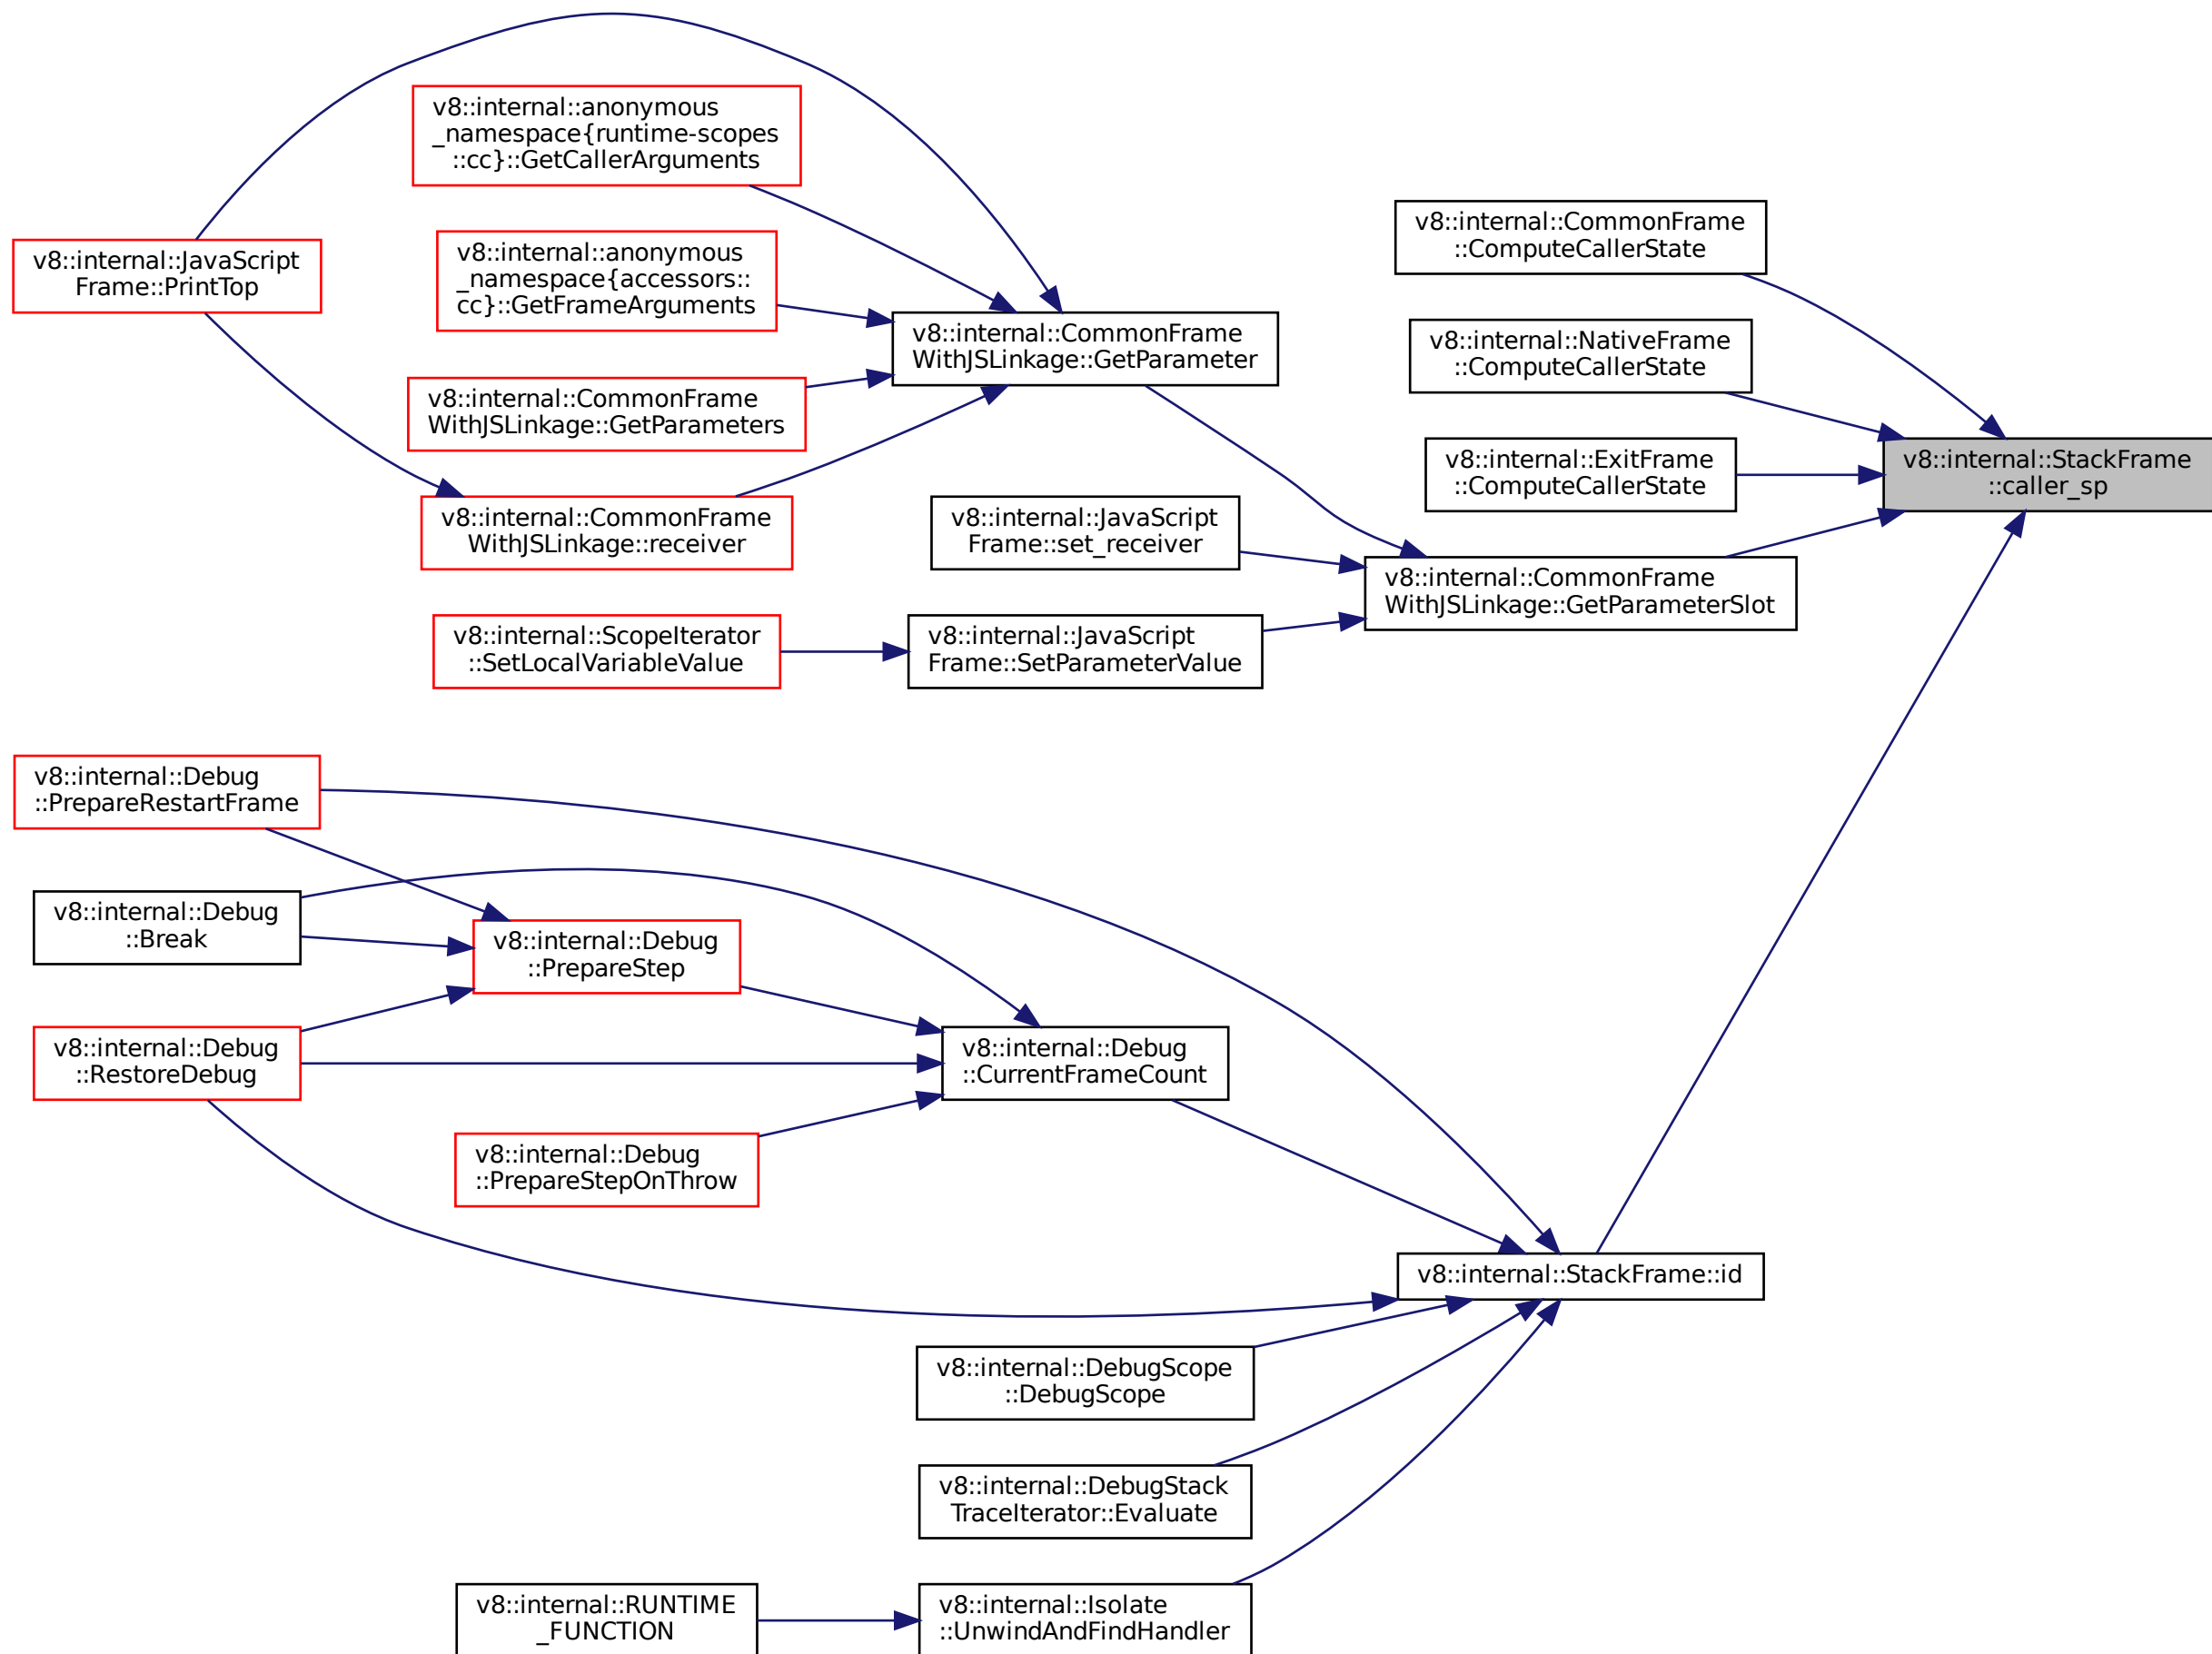 v8::internal::anonymous
_namespace{runtime-scopes
::cc}::GetCallerArguments
v8::internal::CommonFrame
::ComputeCallerState
v8::internal::JavaScript
Frame::PrintTop
v8::internal::anonymous
_namespace{accessors::
cc}::GetFrameArguments
v8::internal::CommonFrame
WithJSLinkage::GetParameter
v8::internal::NativeFrame
::ComputeCallerState
v8::internal::CommonFrame
WithJSLinkage::GetParameters
v8::internal::ExitFrame
::ComputeCallerState
v8::internal::StackFrame
::caller_sp
v8::internal::CommonFrame
WithJSLinkage::receiver
v8::internal::JavaScript
Frame::set_receiver
v8::internal::CommonFrame
WithJSLinkage::GetParameterSlot
v8::internal::ScopeIterator
::SetLocalVariableValue
v8::internal::JavaScript
Frame::SetParameterValue
v8::internal::Debug
::PrepareRestartFrame
v8::internal::Debug
::Break
v8::internal::Debug
::PrepareStep
v8::internal::Debug
::RestoreDebug
v8::internal::Debug
::CurrentFrameCount
v8::internal::Debug
::PrepareStepOnThrow
v8::internal::StackFrame::id
v8::internal::DebugScope
::DebugScope
v8::internal::DebugStack
TraceIterator::Evaluate
v8::internal::RUNTIME
_FUNCTION
v8::internal::Isolate
::UnwindAndFindHandler